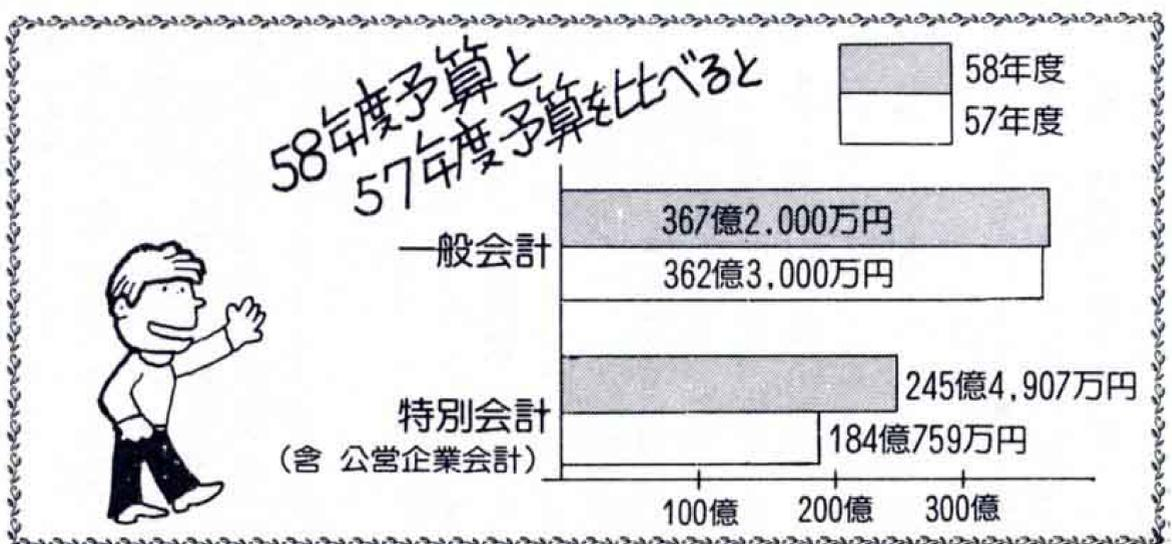 58年度予算と
57年度予算を比べると
58年度
57年度
一般会計
367億2,000万円
362億3,000万円
特別会計
(含 公営企業会計)
245億4,907万円
184億759万円
100億 200億 300億